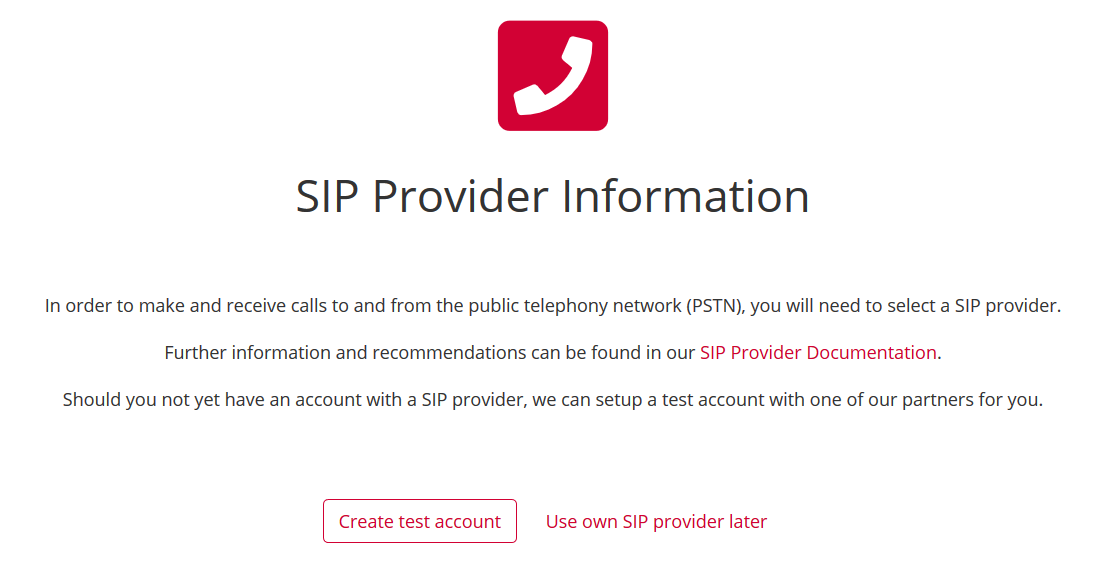 SIP Provider Information
In order to make and receive calls to and from the public telephony network (PSTN), you will need to select a SIP provider.
Further information and recommendations can be found in our SIP Provider Documentation.
Should you not yet have an account with a SIP provider, we can setup a test account with one of our partners for you.
Create test account
Use own SIP provider later